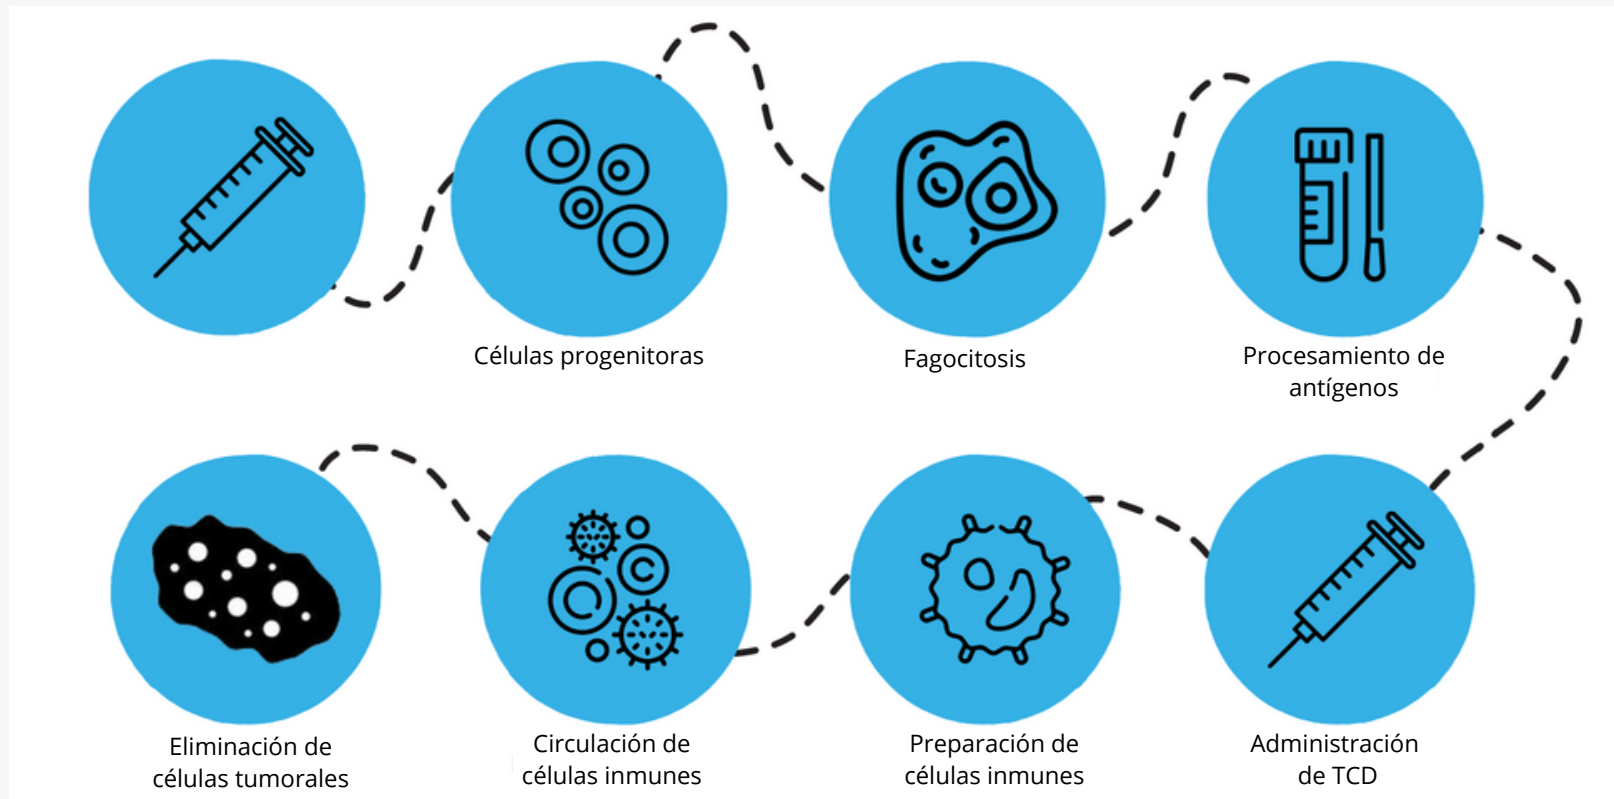 Células progenitoras
Fagocitosis
Procesamiento de
antígenos
Eliminación de
células tumorales
Circulación de
células inmunes
Preparación de
células inmunes
Administración
de TCD